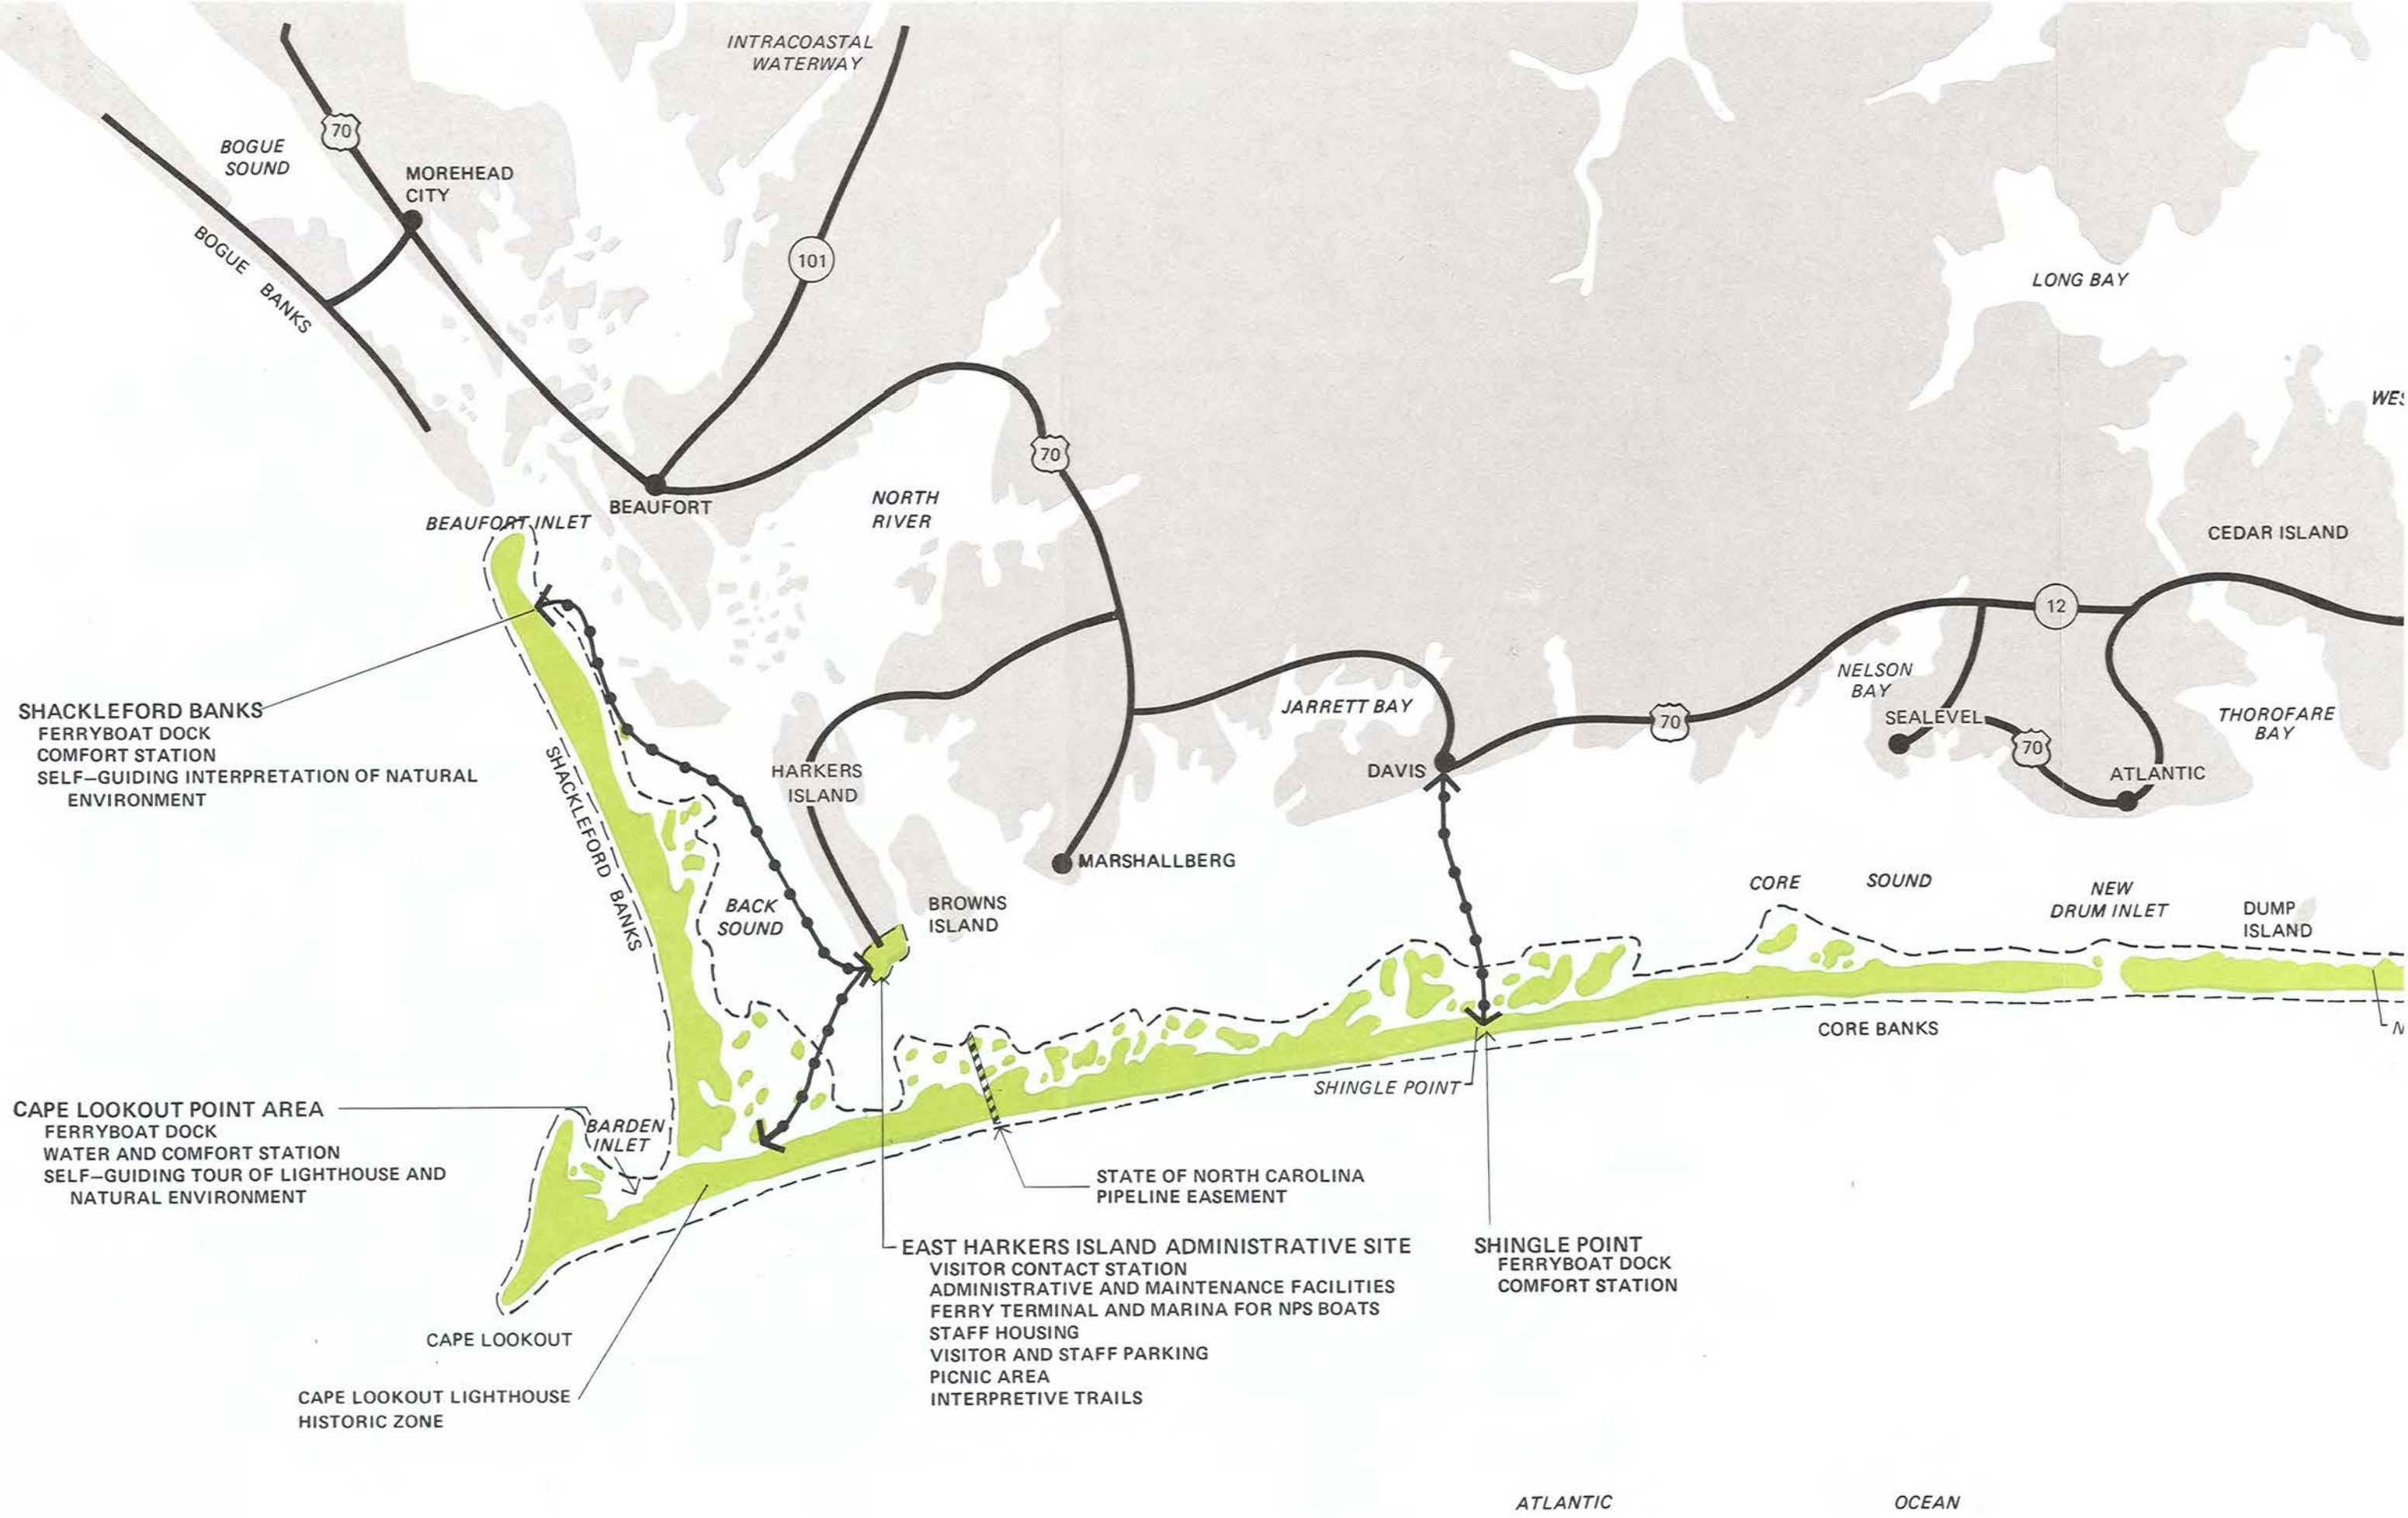 INTRACOASTAL
WATERWAY
70
BOGUE
SOUND
MOREHEAD
CITY
BOGUE BANKS
101
LONG BAY
70
NORTH
RIVER
BEAUFORT
BEAUFORT INLET
CEDAR ISLAND
12
NELSON
BAY
JARRETT BAY
SEALEVEL
70
70
THOROFARE
BAY
DAVIS
ATLANTIC
SHACKLEFORD BANKS
FERRYBOAT DOCK
COMFORT STATION
SELF–GUIDING INTERPRETATION OF NATURAL
ENVIRONMENT
SHACKLEFORD BANKS
HARKERS
ISLAND
MARSHALLBERG
BACK
SOUND
BROWNS
ISLAND
CORE SOUND
NEW
DRUM INLET
DUMP
ISLAND
CORE BANKS
SHINGLE POINT
CAPE LOOKOUT POINT AREA
FERRYBOAT DOCK
WATER AND COMFORT STATION
SELF–GUIDING TOUR OF LIGHTHOUSE AND
NATURAL ENVIRONMENT
BARDEN
INLET
STATE OF NORTH CAROLINA
PIPELINE EASEMENT
EAST HARKERS ISLAND ADMINISTRATIVE SITE
VISITOR CONTACT STATION
ADMINISTRATIVE AND MAINTENANCE FACILITIES
FERRY TERMINAL AND MARINA FOR NPS BOATS
STAFF HOUSING
VISITOR AND STAFF PARKING
PICNIC AREA
INTERPRETIVE TRAILS
SHINGLE POINT
FERRYBOAT DOCK
COMFORT STATION
CAPE LOOKOUT
CAPE LOOKOUT LIGHTHOUSE
HISTORIC ZONE
ATLANTIC OCEAN